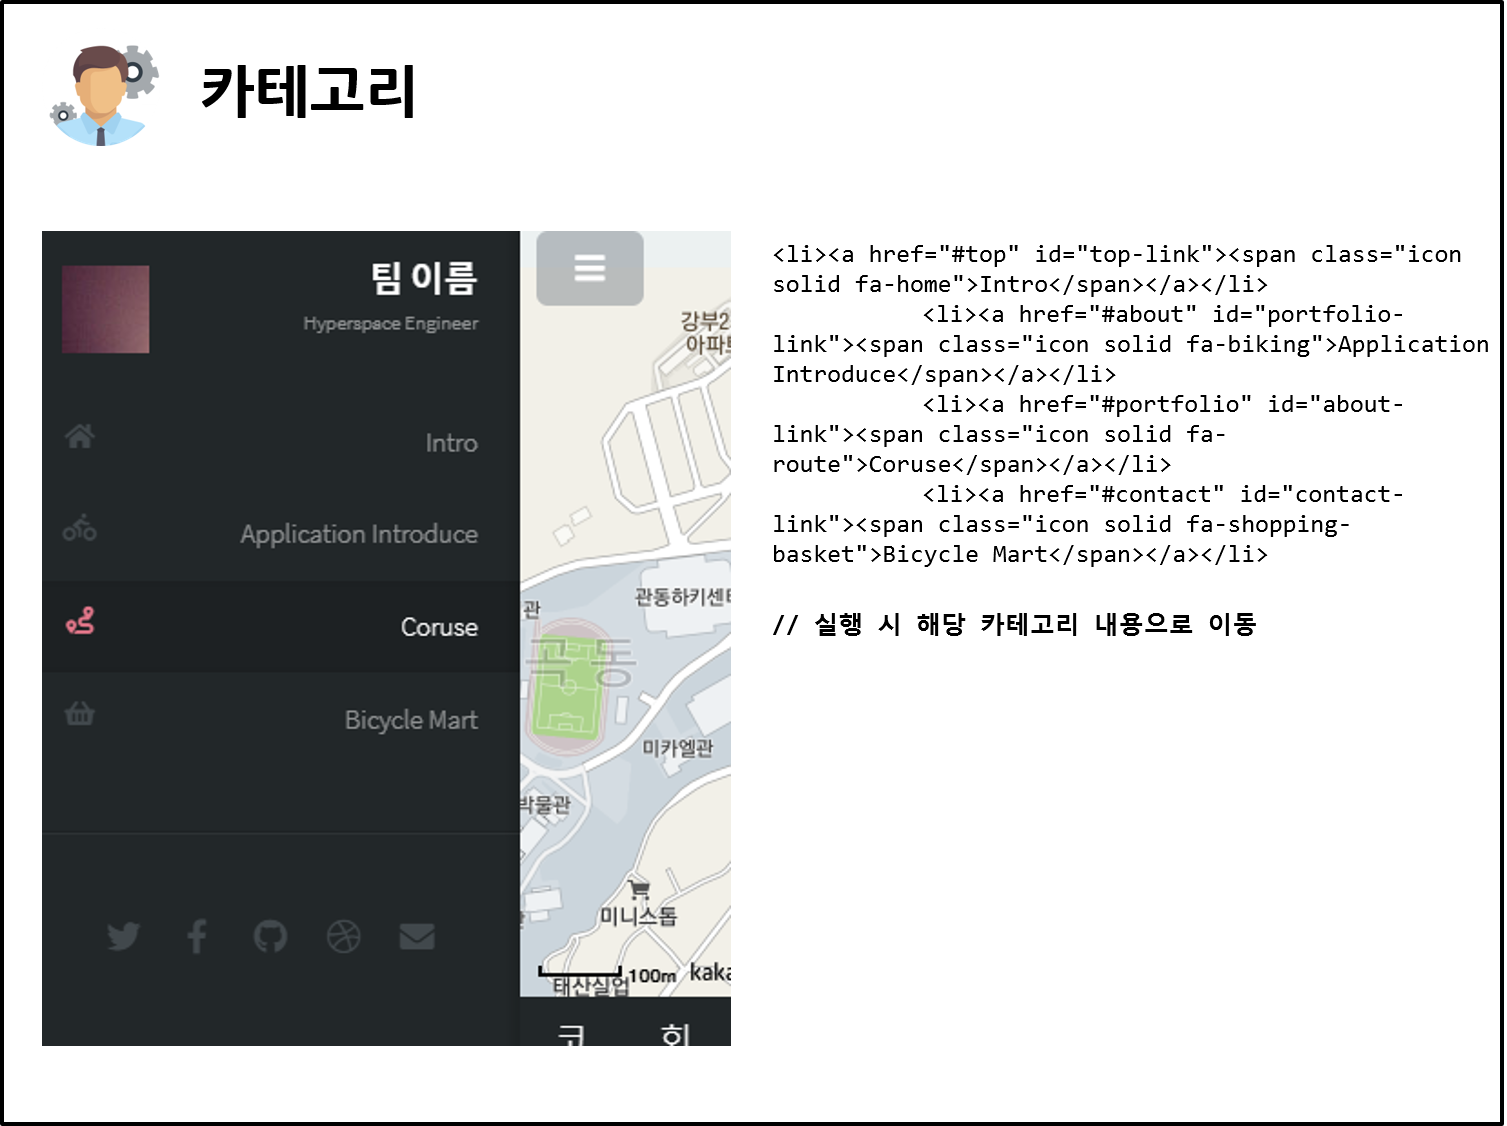 카테고리
팀 이름
Hyperspace Engineer
Intro
Application Introduce
Coruse
Bicycle Mart
강부2
아파트
관동하키센터
관
곡동
미카엘관
박물관
미니스톱
100m kaka
태산실업
코 회
<li><a href="#top" id="top-link"><span class="icon
solid fa-home">Intro</span></a></li>
<li><a href="#about" id="portfolio-
link"><span class="icon solid fa-biking">Application
Introduce</span></a></li>
<li><a href="#portfolio" id="about-
link"><span class="icon solid fa-
route">Coruse</span></a></li>
<li><a href="#contact" id="contact-
link"><span class="icon solid fa-shopping-
basket">Bicycle Mart</span></a></li>
// 실행 시 해당 카테고리 내용으로 이동